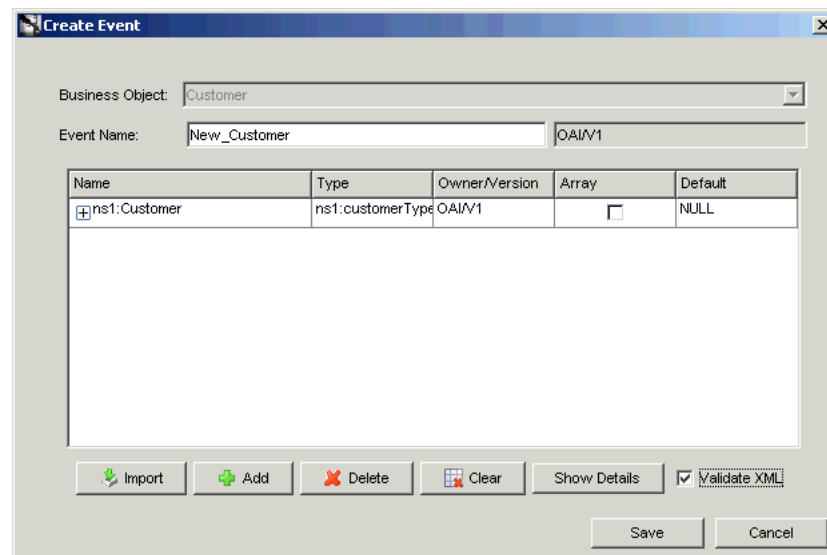 Create Event
Business Object: Customer
Event Name: New_Customer OAI/V1
Name Type Owner/Version Array Default
ns1:Customer ns1:customerType OAI/V1 NULL
Import Add Delete Clear Show Details Validate XML
Save Cancel